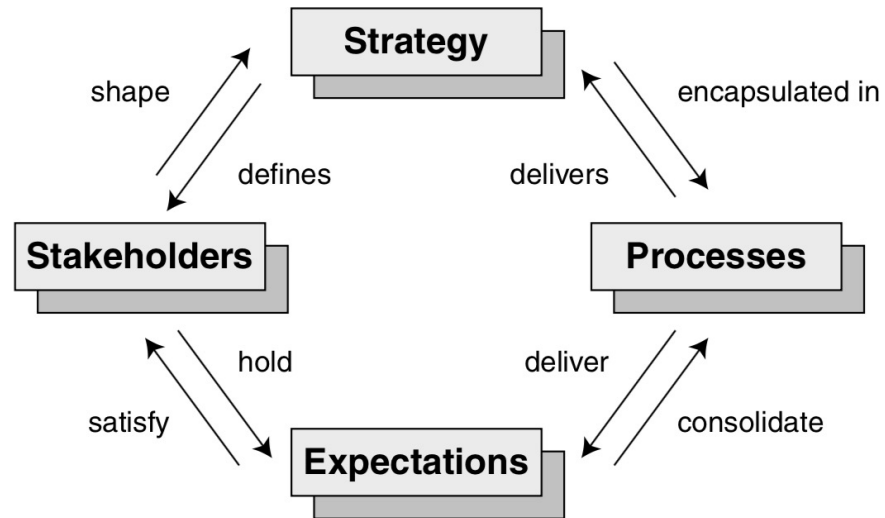 Strategy
shape
encapsulated in
defines
delivers
Stakeholders
Processes
hold
deliver
satisfy
consolidate
Expectations